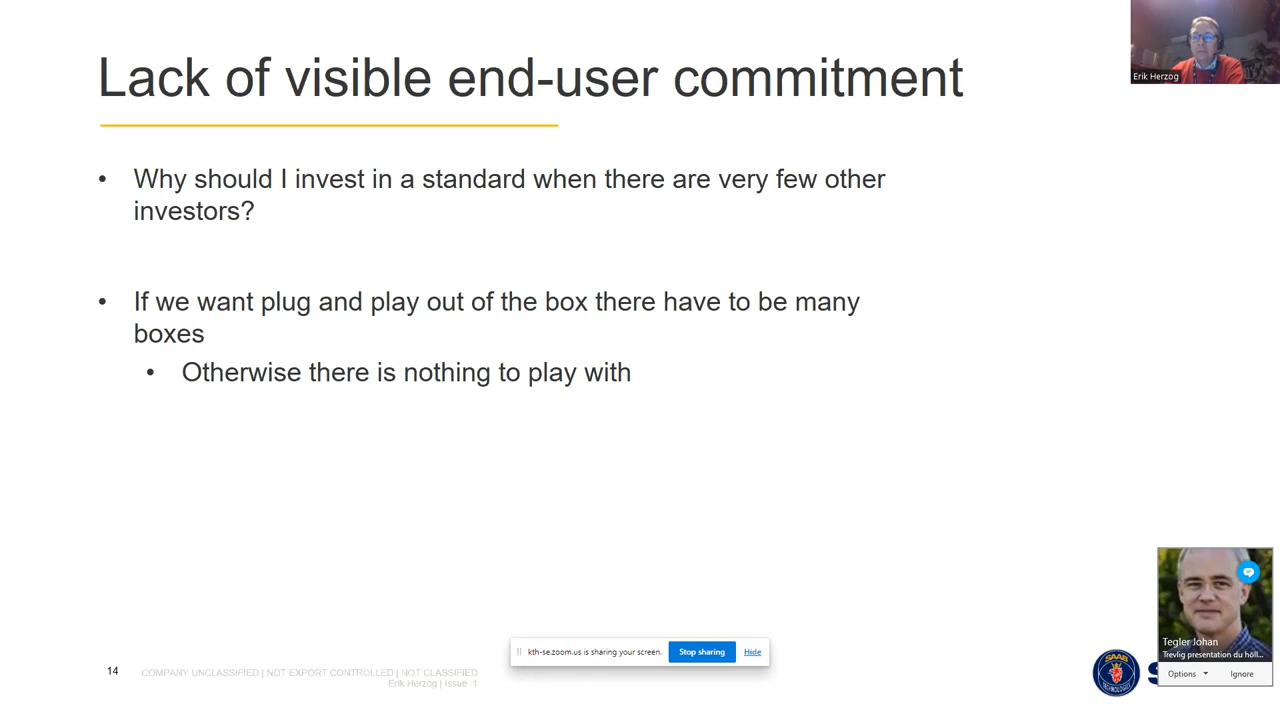 Lack of visible end-user commitment
Erik Herzog
• Why should I invest in a standard when there are very few other
investors?
• If we want plug and play out of the box there have to be many
boxes
• Otherwise there is nothing to play with
Tegler Johan
Trevlig presentation du höll...
Options
Ignore
kth-se.zoom.us is sharing your screen.
Stop sharing
Hide
14
COMPANY UNCLASSIFIED | NOT EXPORT CONTROLLED | NOT CLASSIFIED
Erik Herzog | Issue 1
SAAB
TECHNOLOGIES
S